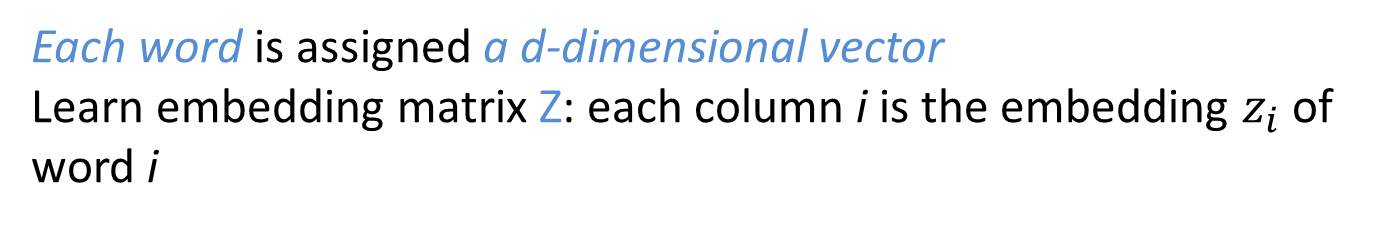 Each word is assigned a d-dimensional vector
Learn embedding matrix Z: each column i is the embedding z_i of
word i